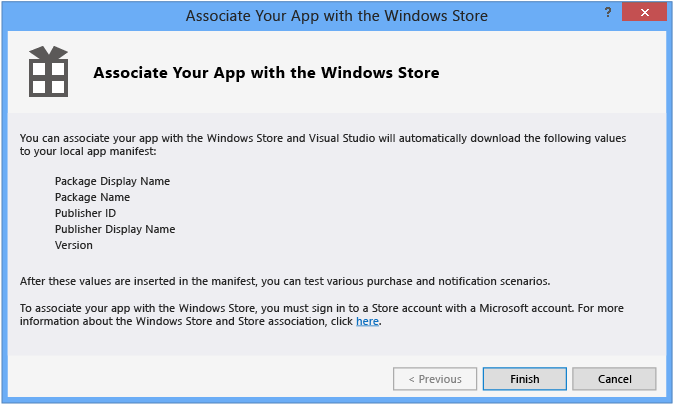 Associate Your App with the Windows Store
?
Associate Your App with the Windows Store
You can associate your app with the Windows Store and Visual Studio will automatically download the following values
to your local app manifest:
Package Display Name
Package Name
Publisher ID
Publisher Display Name
Version
After these values are inserted in the manifest, you can test various purchase and notification scenarios.
To associate your app with the Windows Store, you must sign in to a Store account with a Microsoft account. For more
information about the Windows Store and Store association, click here.
< Previous Finish Cancel